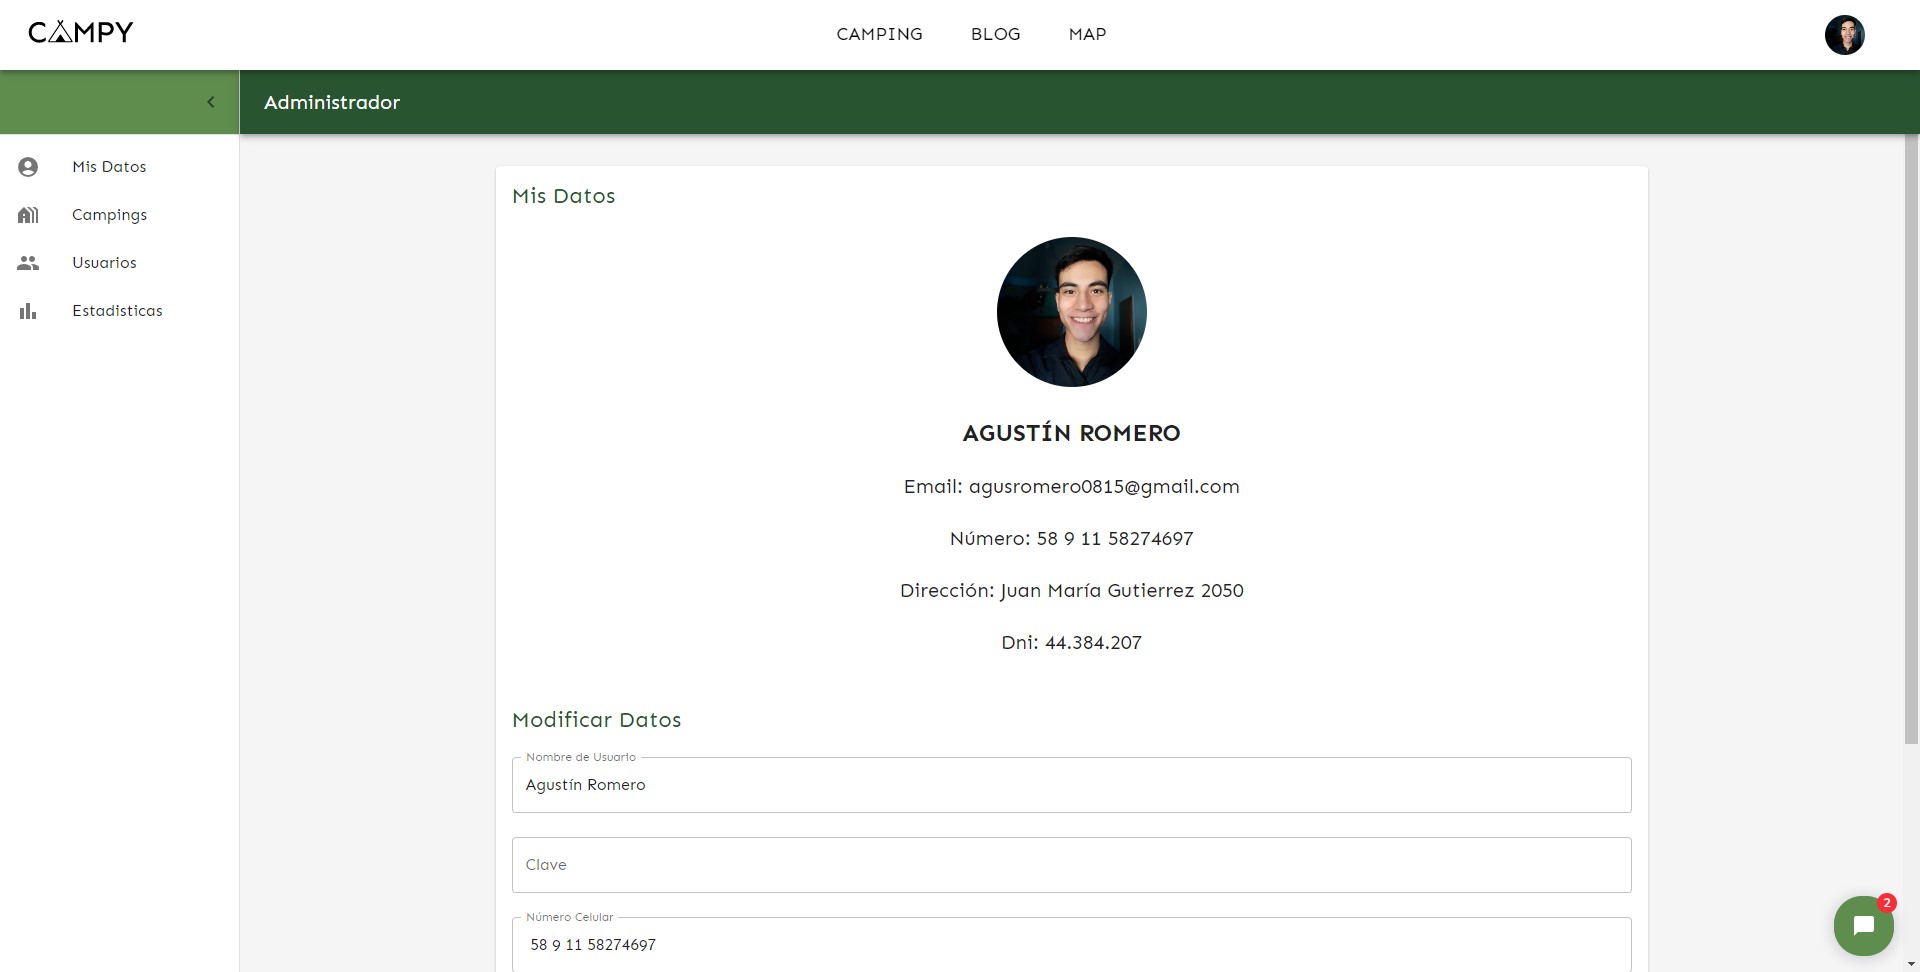 CAMPY
CAMPING BLOG MAP
Administrador
Mis Datos
Campings
Usuarios
Estadisticas
Mis Datos
AGUSTÍN ROMERO
Email: agusromero0815@gmail.com
Número: 58 9 11 58274697
Dirección: Juan María Gutierrez 2050
Dni: 44.384.207
Modificar Datos
Nombre de Usuario
Agustín Romero
Clave
Número Celular
58 9 11 58274697
2